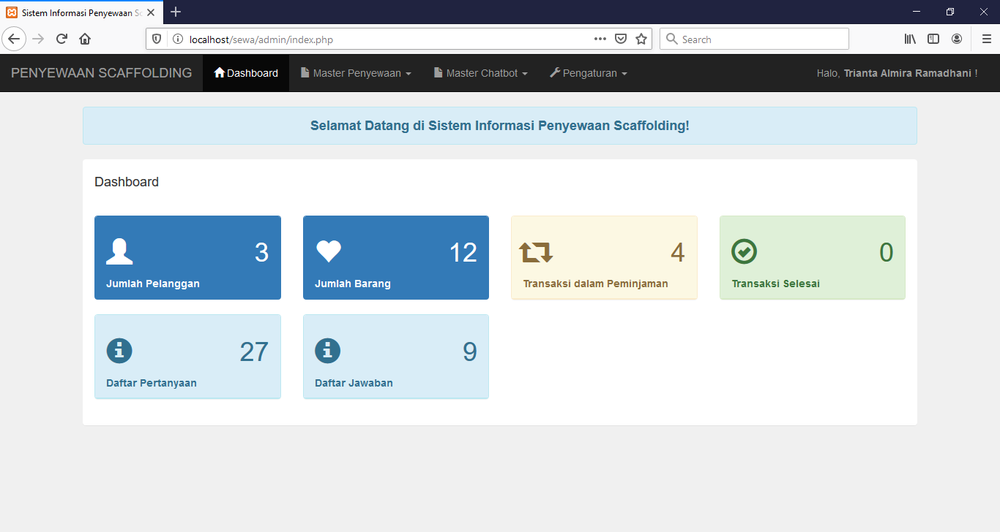 Sistem Informasi Penyewaan Sc
localhost/sewa/admin/index.php
Search
PENYEWAAN SCAFFOLDING Dashboard Master Penyewaan Master Chatbot Pengaturan Halo, Trianta Almira Ramadhani !
Selamat Datang di Sistem Informasi Penyewaan Scaffolding!
Dashboard
3
Jumlah Pelanggan
12
Jumlah Barang
4
Transaksi dalam Peminjaman
0
Transaksi Selesai
27
Daftar Pertanyaan
9
Daftar Jawaban